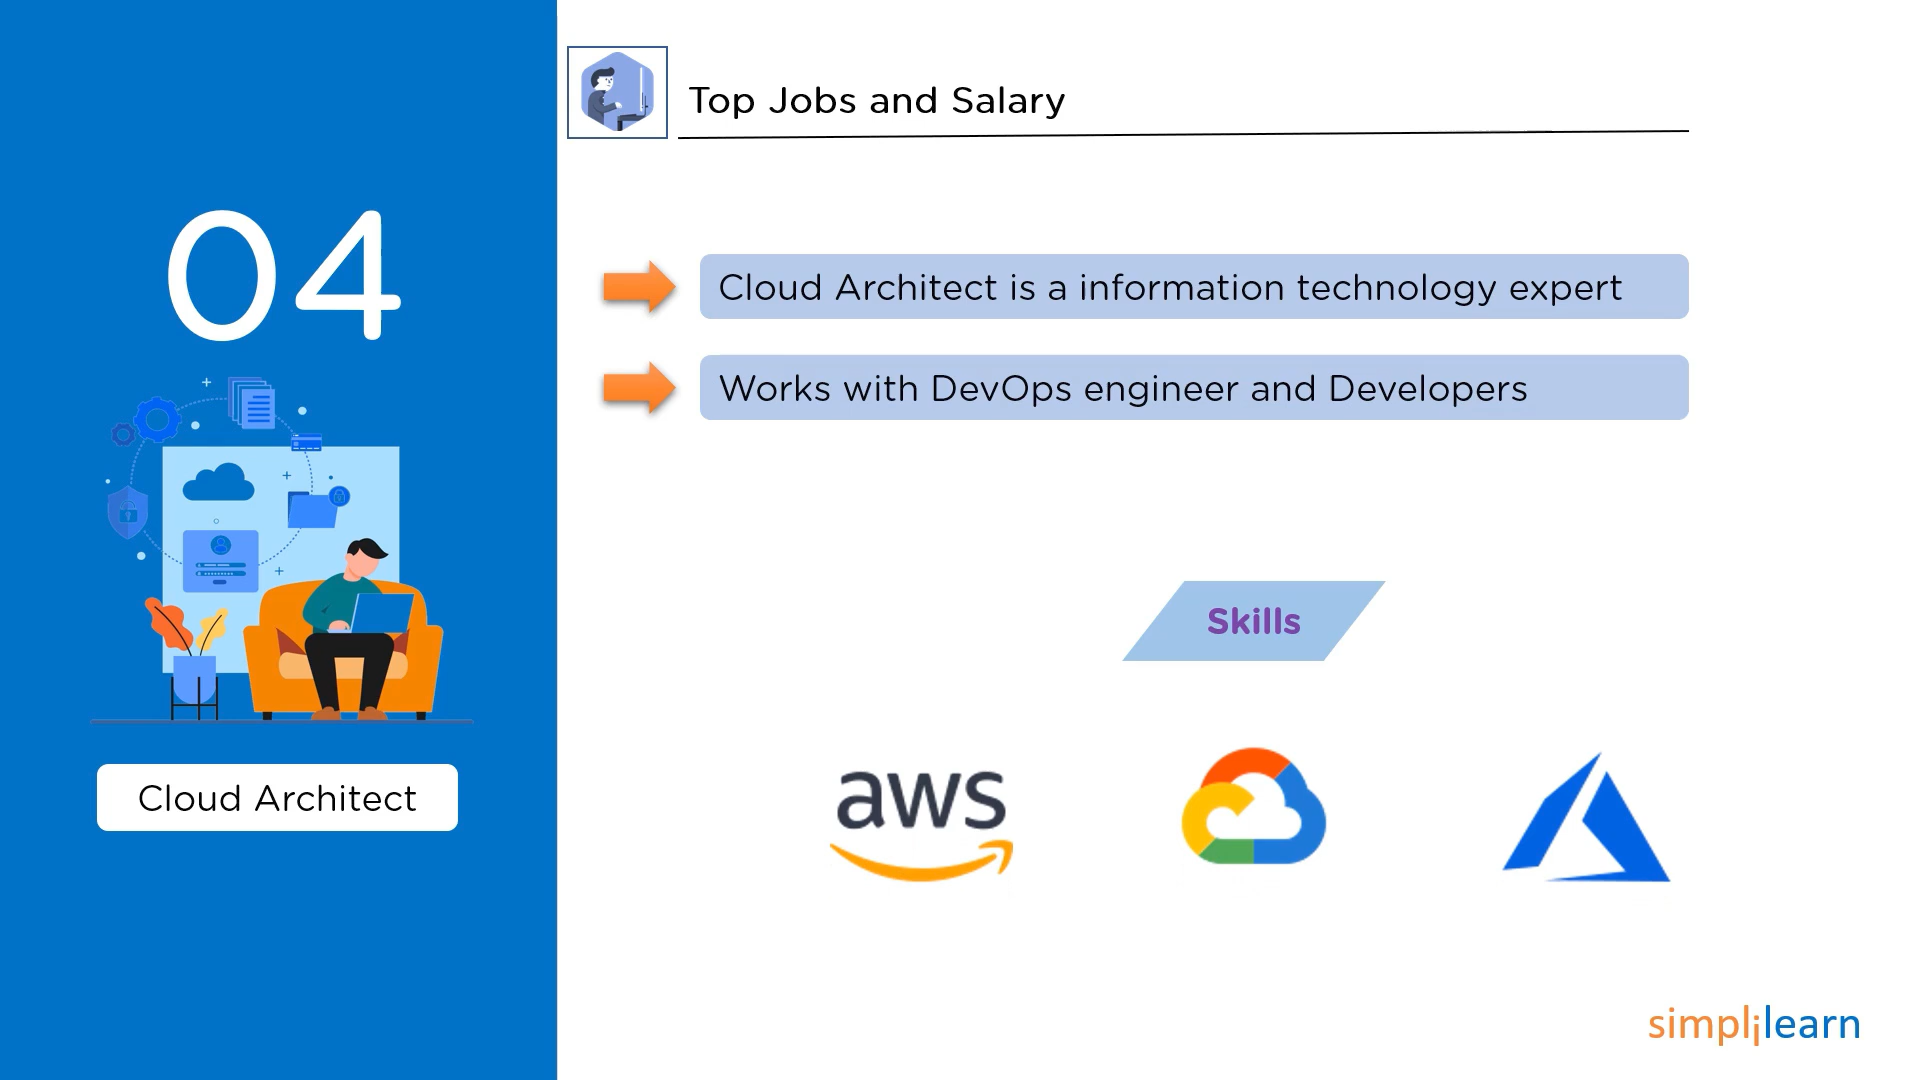 04
Cloud Architect
Top Jobs and Salary
Cloud Architect is a information technology expert
Works with DevOps engineer and Developers
Skills
aws
simplilearn